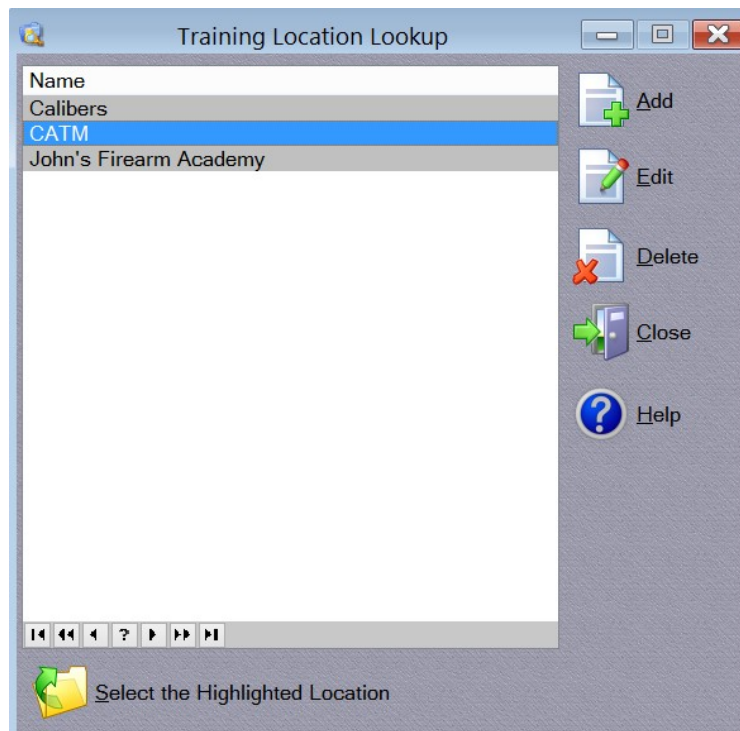 Training Location Lookup
Name
Calibers
CATM
John's Firearm Academy
Add
Edit
Delete
Close
Help
?
Select the Highlighted Location